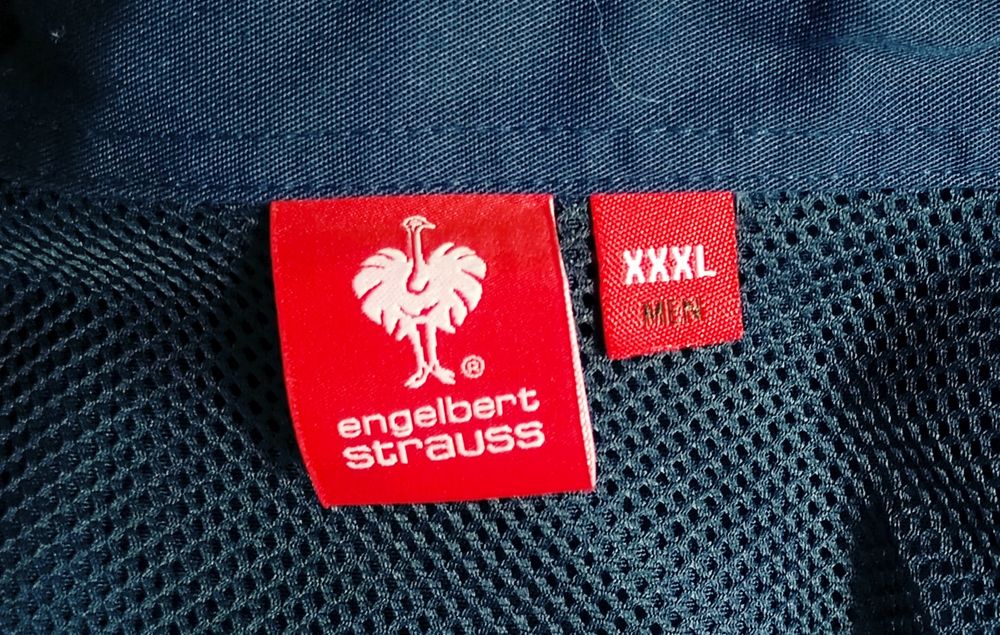 ®
engelbert
strauss
XXXL
MEN